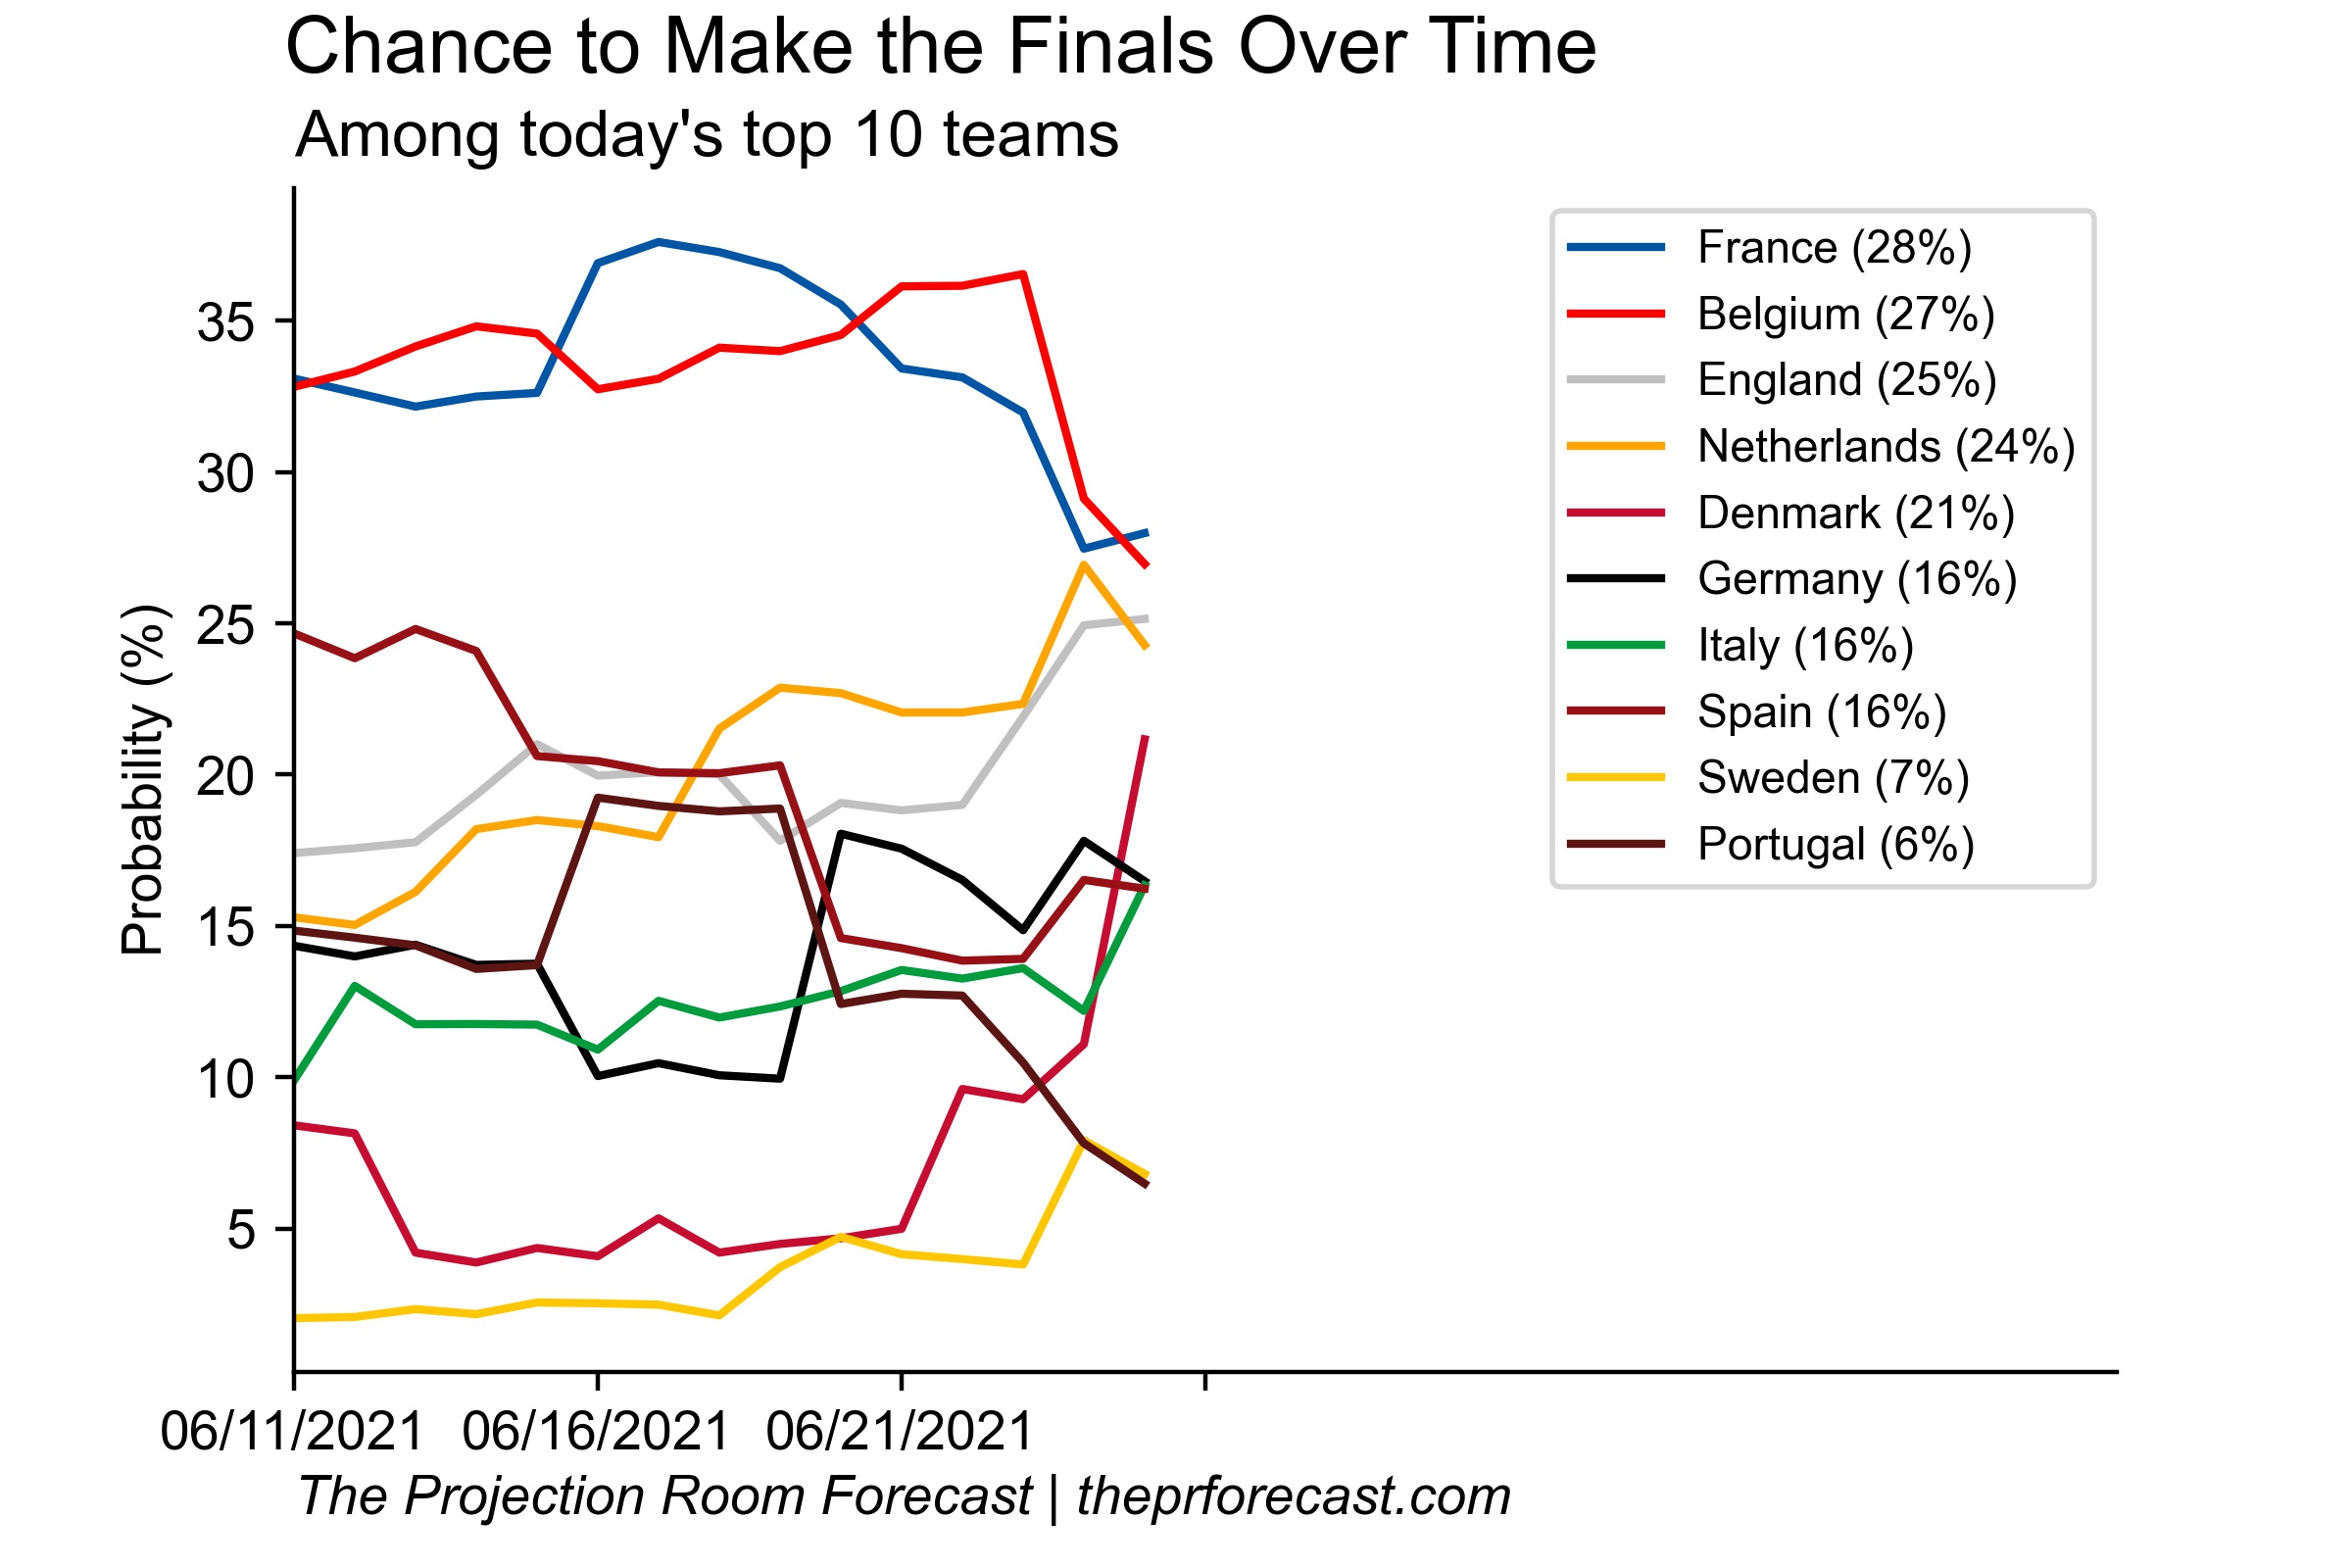 Chance to Make the Finals Over Time
Among today's top 10 teams
Probability (%)
35
30
25
20
15
10
5
06/11/2021
06/16/2021
06/21/2021
France (28%)
Belgium (27%)
England (25%)
Netherlands (24%)
Denmark (21%)
Germany (16%)
Italy (16%)
Spain (16%)
Sweden (7%)
Portugal (6%)
The Projection Room Forecast | theprforecast.com